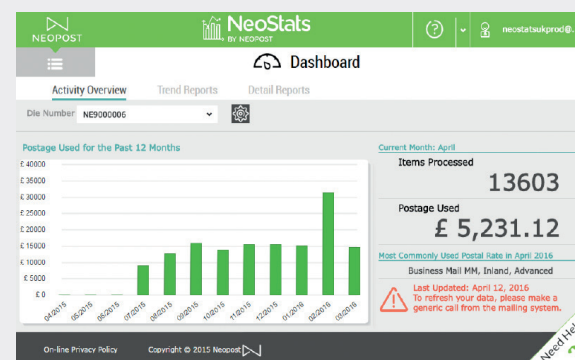 NEOPOST
NeoStats
BY NEOPOST
?
neostatsukprod@.
Dashboard
Activity Overview
Trend Reports
Detail Reports
Die Number
NE9000006
Postage Used for the Past 12 Months
£ 40000
£ 35000
£ 30000
£ 25000
£ 20000
£ 15000
£ 10000
£ 5000
£ 0
04/2015
05/2015
06/2015
07/2015
08/2015
09/2015
10/2015
11/2015
12/2015
01/2016
02/2016
03/2016
Current Month: April
Items Processed
13603
Postage Used
£ 5,231.12
Most Commonly Used Postal Rate in April 2016
Business Mail MM, Inland, Advanced
Last Updated: April 12, 2016
To refresh your data, please make a
generic call from the mailing system.
Need Hel
On-line Privacy Policy
Copyright © 2015 Neopost